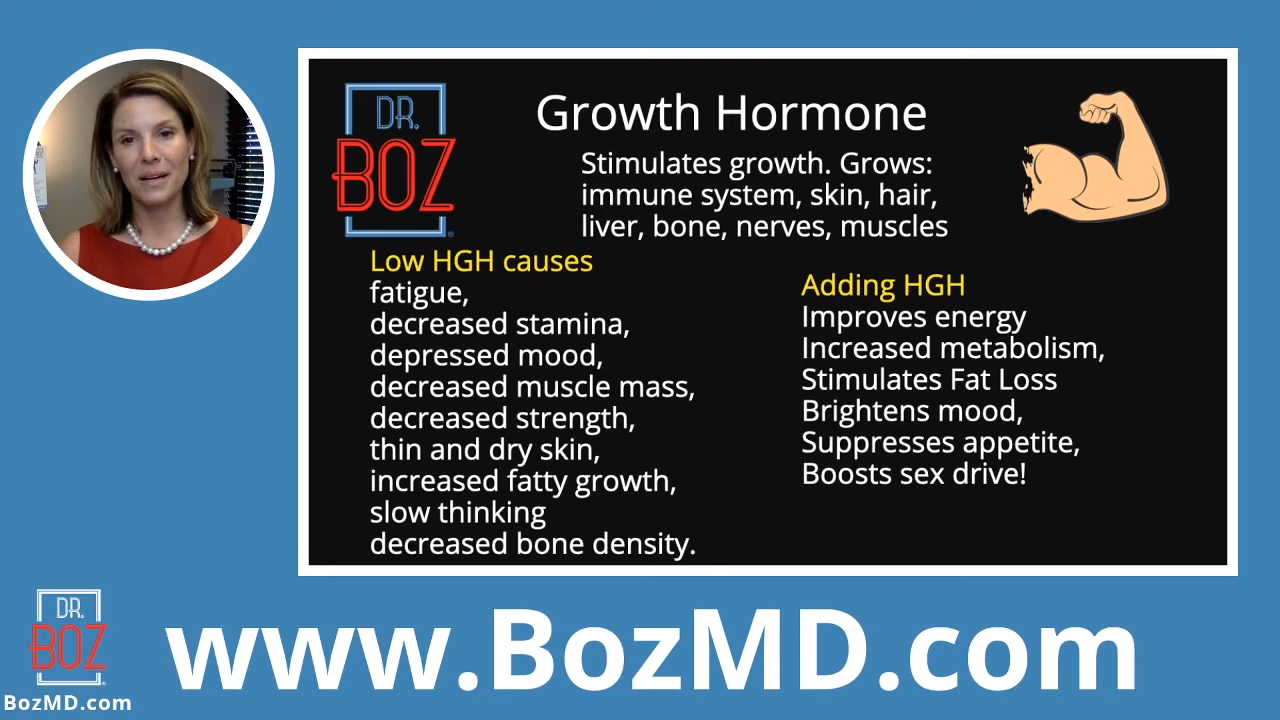 DR.
BOZ
Growth Hormone
Stimulates growth. Grows:
immune system, skin, hair,
liver, bone, nerves, muscles
Low HGH causes
fatigue,
decreased stamina,
depressed mood,
decreased muscle mass,
decreased strength,
thin and dry skin,
increased fatty growth,
slow thinking
decreased bone density.
Adding HGH
Improves energy
Increased metabolism,
Stimulates Fat Loss
Brightens mood,
Suppresses appetite,
Boosts sex drive!
DR.
BOZ
BozMD.com
www.BozMD.com